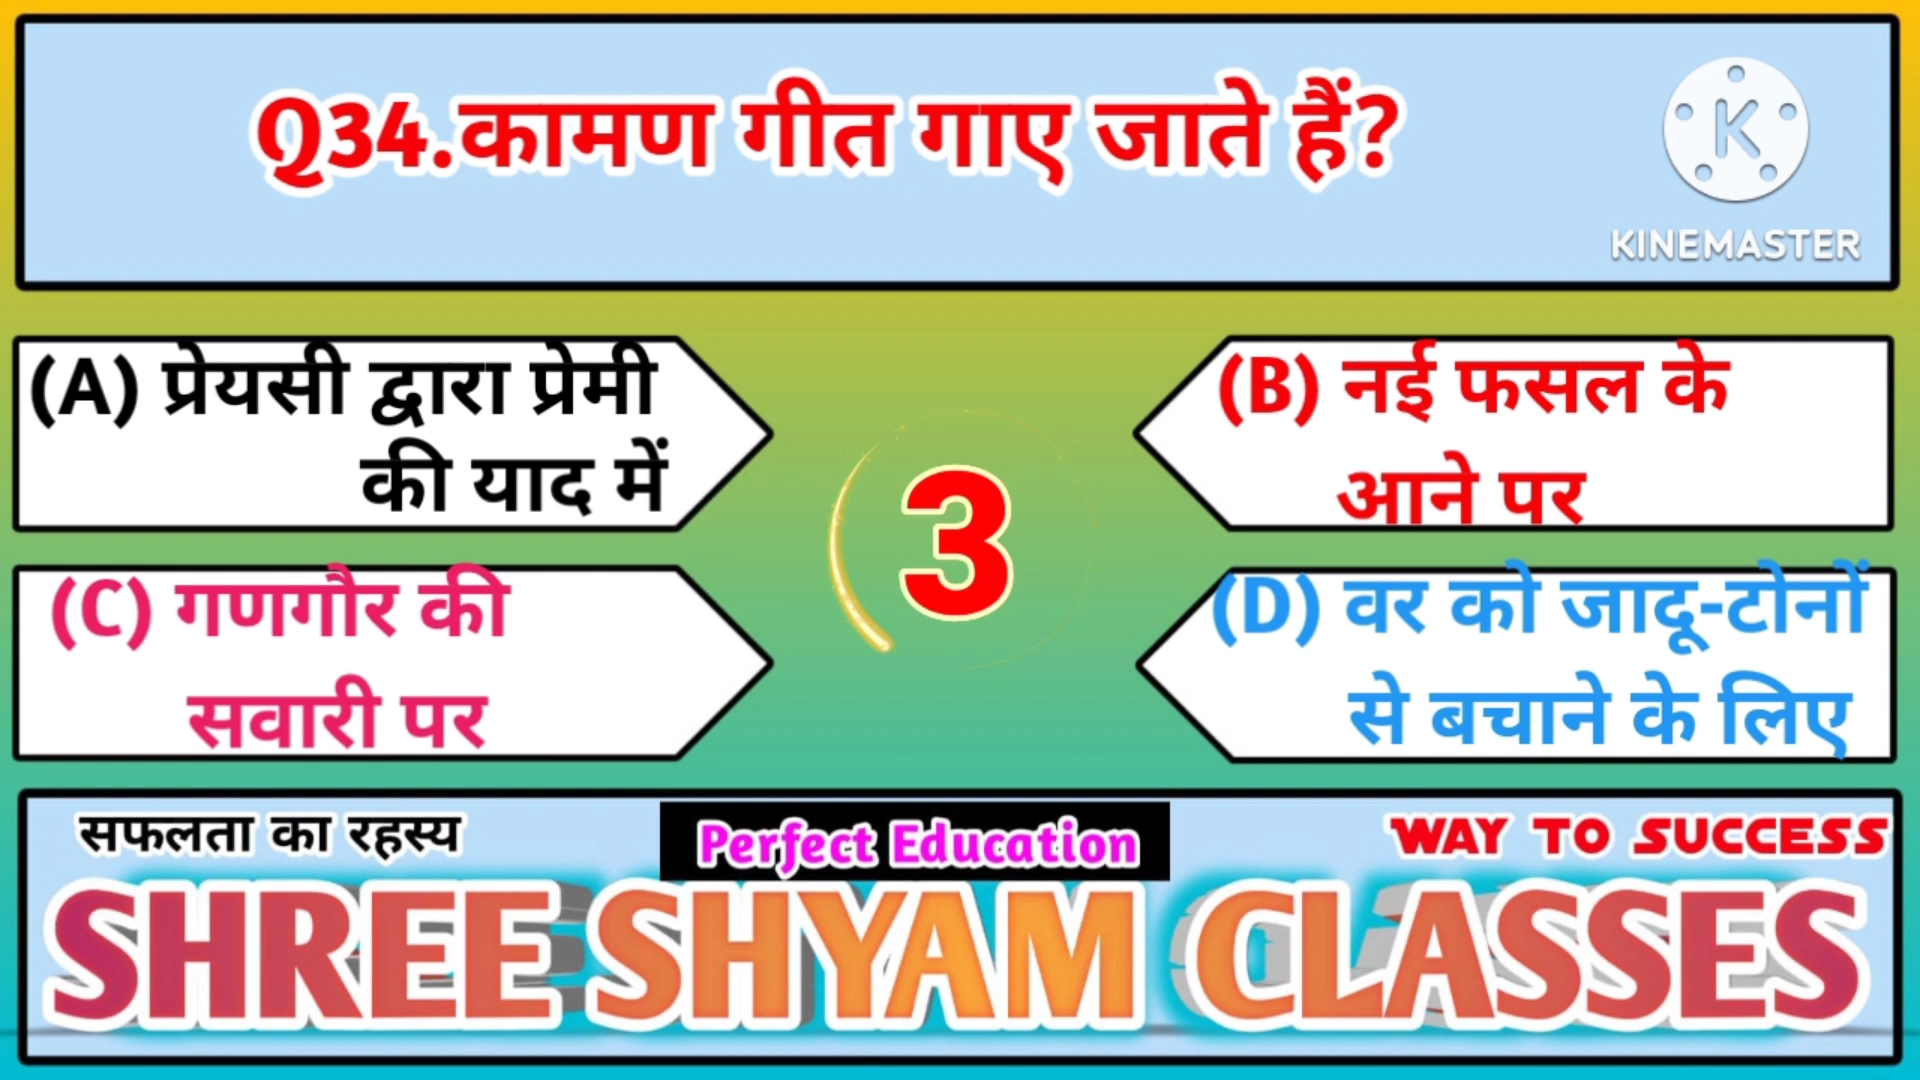 Q34.कामण गीत गाए जाते हैं?
K
KINEMASTER
(A) प्रेयसी द्वारा प्रेमी
की याद में
(B) नई फसल के
आने पर
3
(C) गणगौर की
सवारी पर
(D) वर को जादू-टोनों
से बचाने के लिए
सफलता का रहस्य
Perfect Education
WAY TO SUCCESS
SHREE SHYAM CLASSES